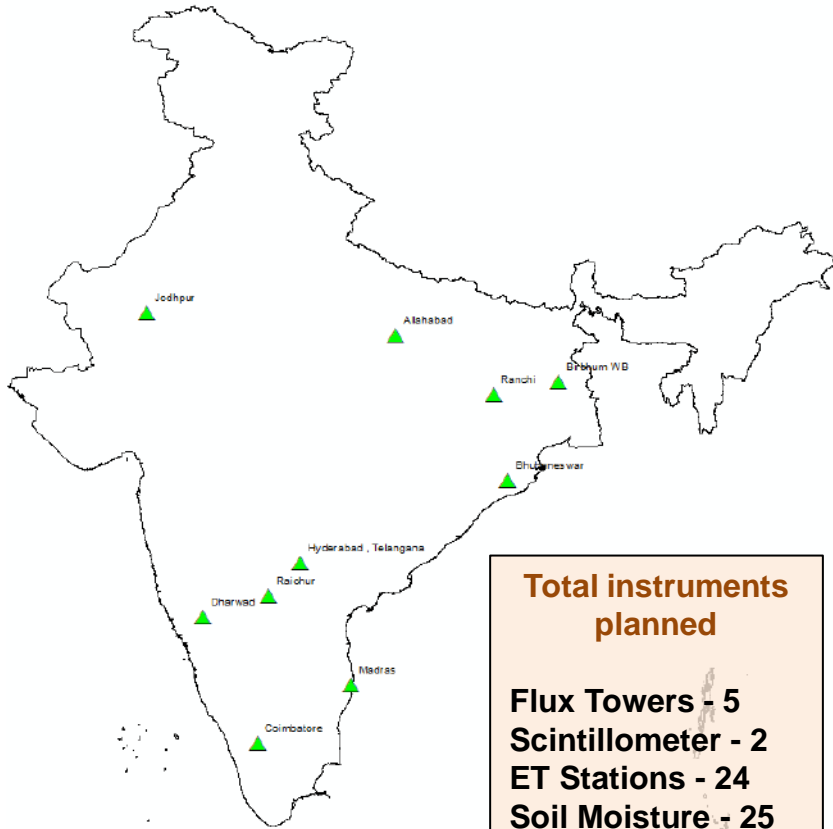 Jodhpur
Allahabad
Ranchi
Birbhum WB
Bhubaneswar
Hyderabad , Telangana
Raichur
Dharwad
Madras
Coimbatore
Total instruments
planned
Flux Towers - 5
Scintillometer - 2
ET Stations - 24
Soil Moisture - 25